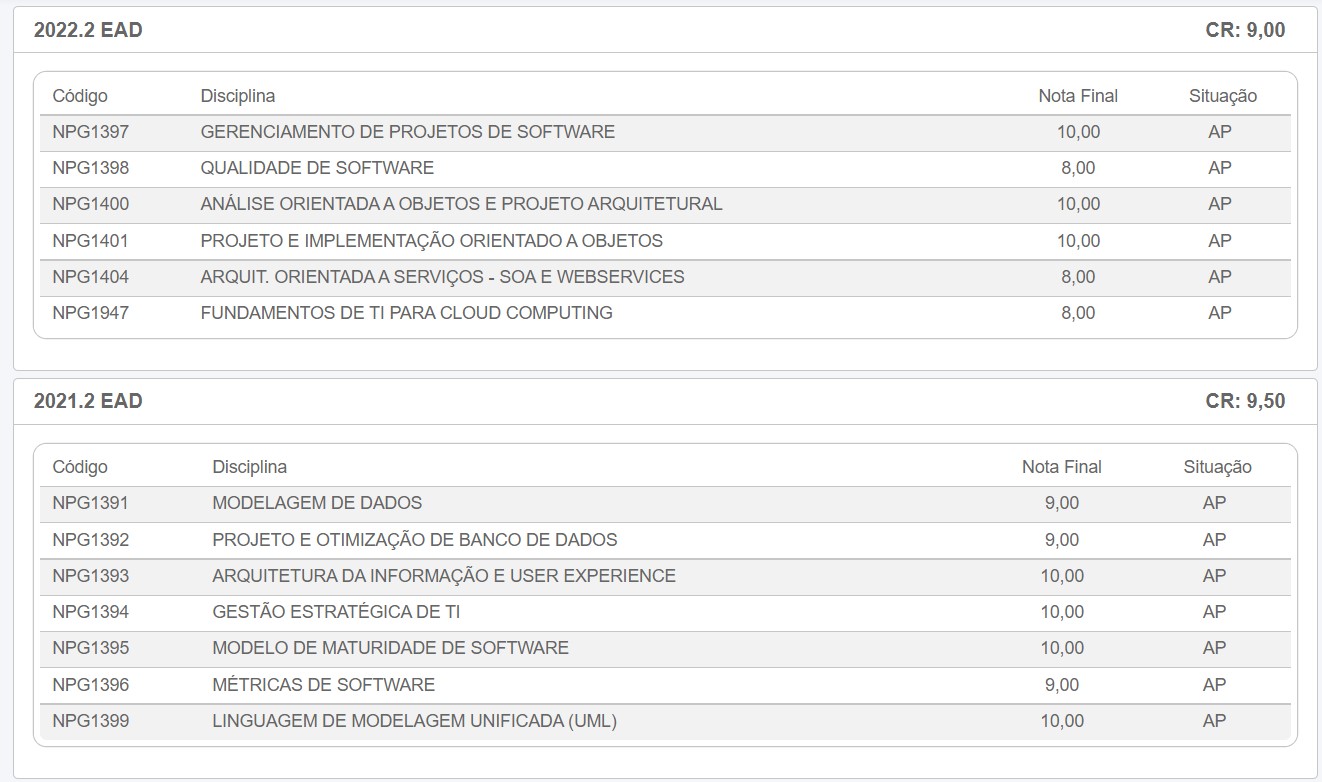 2022.2 EAD CR: 9,00
Código Disciplina Nota Final Situação
NPG1397 GERENCIAMENTO DE PROJETOS DE SOFTWARE 10,00 AP
NPG1398 QUALIDADE DE SOFTWARE 8,00 AP
NPG1400 ANÁLISE ORIENTADA A OBJETOS E PROJETO ARQUITETURAL 10,00 AP
NPG1401 PROJETO E IMPLEMENTAÇÃO ORIENTADO A OBJETOS 10,00 AP
NPG1404 ARQUIT. ORIENTADA A SERVIÇOS - SOA E WEBSERVICES 8,00 AP
NPG1947 FUNDAMENTOS DE TI PARA CLOUD COMPUTING 8,00 AP
2021.2 EAD CR: 9,50
Código Disciplina Nota Final Situação
NPG1391 MODELAGEM DE DADOS 9,00 AP
NPG1392 PROJETO E OTIMIZAÇÃO DE BANCO DE DADOS 9,00 AP
NPG1393 ARQUITETURA DA INFORMAÇÃO E USER EXPERIENCE 10,00 AP
NPG1394 GESTÃO ESTRATÉGICA DE TI 10,00 AP
NPG1395 MODELO DE MATURIDADE DE SOFTWARE 10,00 AP
NPG1396 MÉTRICAS DE SOFTWARE 9,00 AP
NPG1399 LINGUAGEM DE MODELAGEM UNIFICADA (UML) 10,00 AP